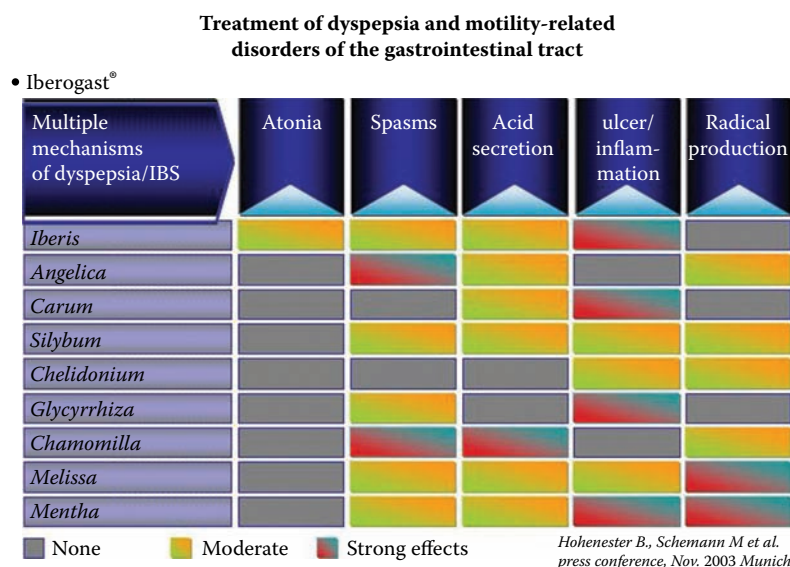 Treatment of dyspepsia and motility-related
disorders of the gastrointestinal tract
• Iberogast®
Multiple
mechanisms
of dyspepsia/IBS
Atonia
Spasms
Acid
secretion
ulcer/
inflam-
mation
Radical
production
Iberis
Angelica
Carum
Silybum
Chelidonium
Glycyrrhiza
Chamomilla
Melissa
Mentha
None
Moderate
Strong effects
Hohenester B., Schemann M et al.
press conference, Nov. 2003 Munich